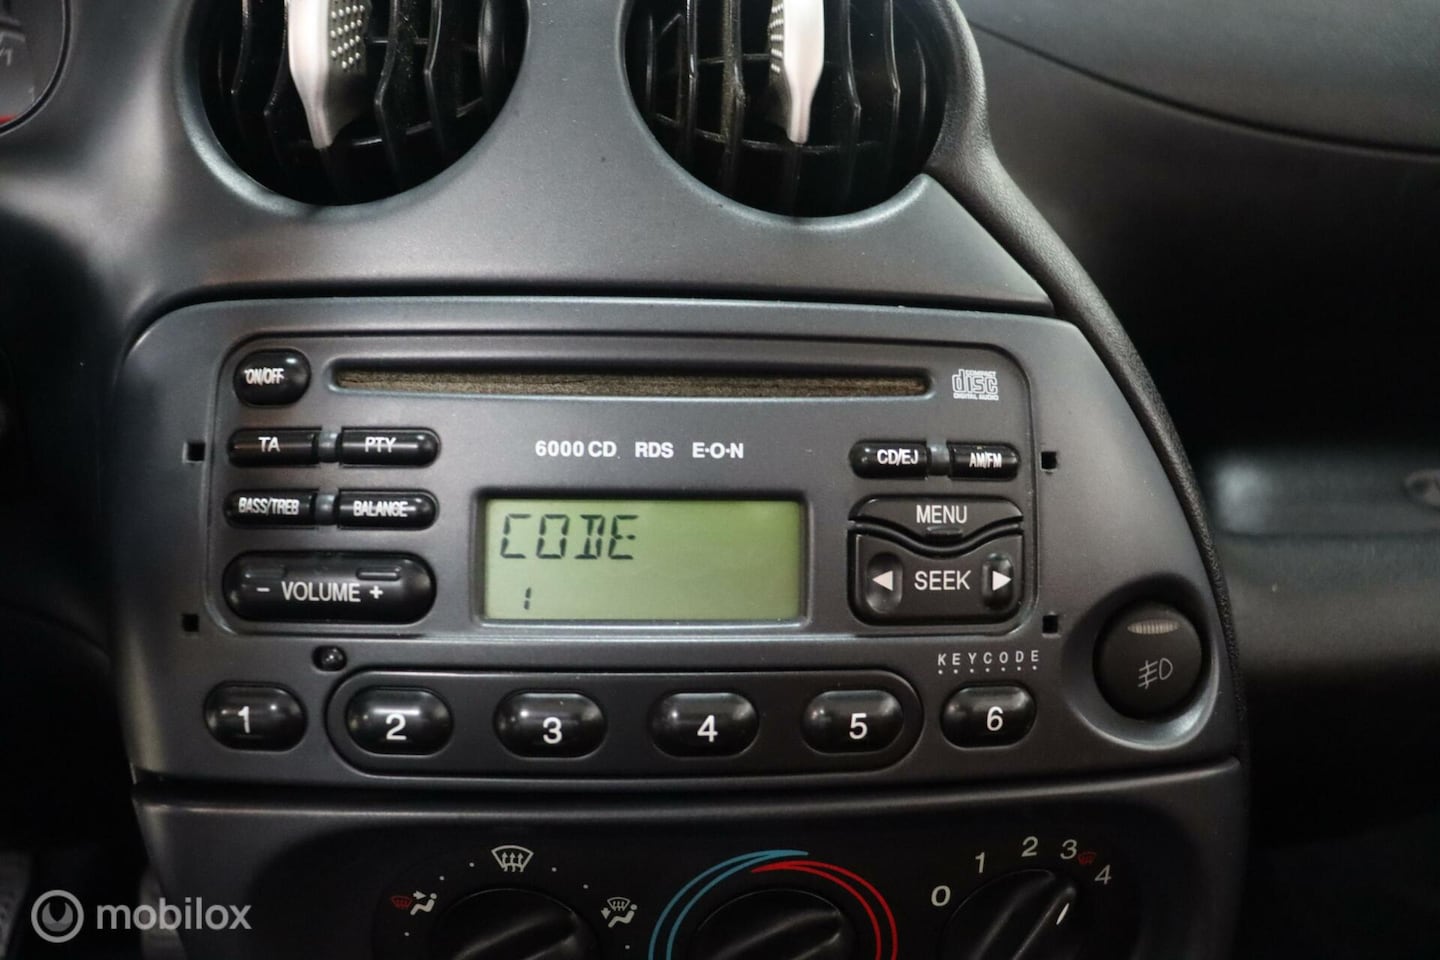 ON/OFF
COMPACT
disc
DIGITAL AUDIO
TA
PTY
6000 CD RDS E·O·N
CD/EJ
AM/FM
BASS/TREB
BALANCE
MENU
CODE
1
- VOLUME +
SEEK
KEYCODE
1
2
3
4
5
6
0
1
2
3
4
mobilox